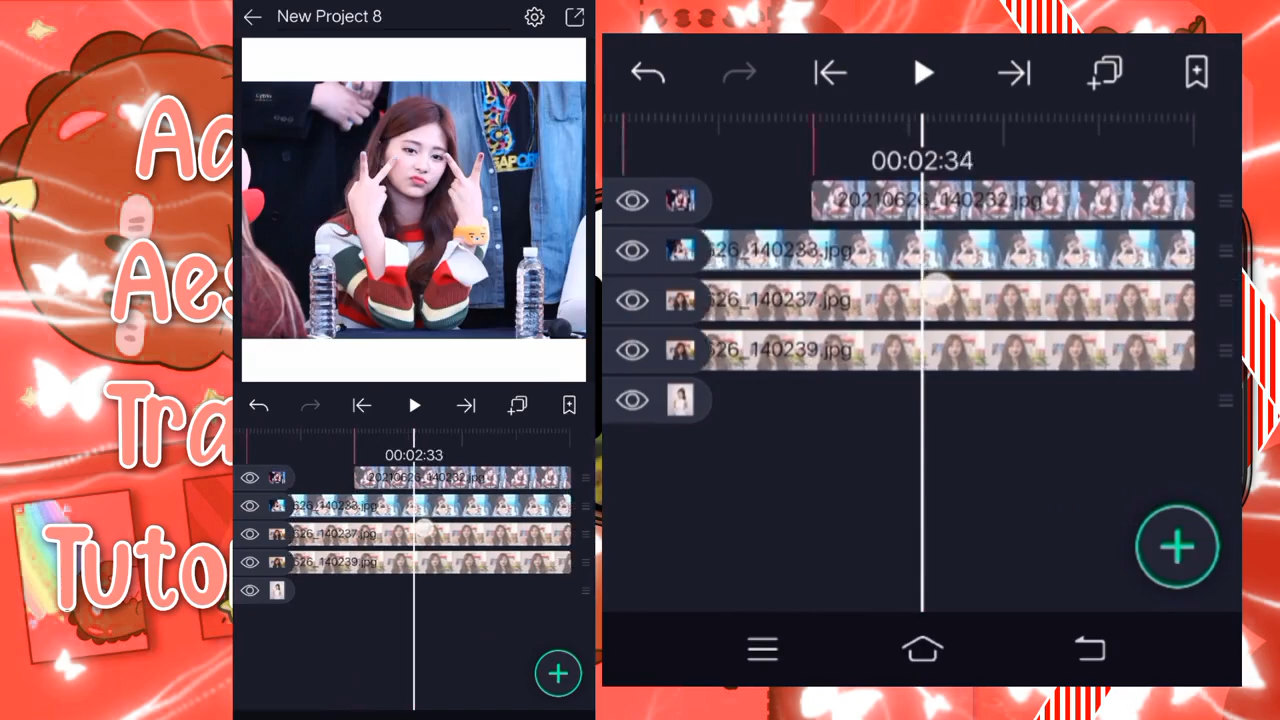 Ad
Aes
Tra
Tuto
New Project 8
SAPOR
00:02:33
20210626_140232.jpg
626_140233.jpg
626_140237.jpg
626_140239.jpg
00:02:34
20210626_140232.jpg
626_140233.jpg
626_140237.jpg
626_140239.jpg